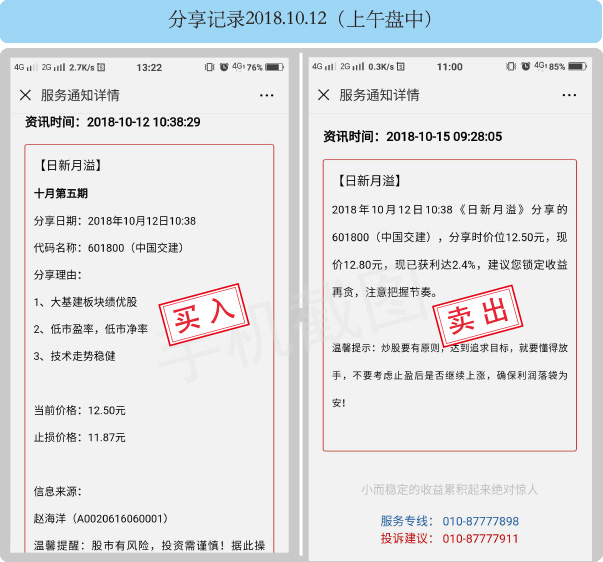 分享记录2018.10.12（上午盘中）
4G 2G 2.7K/s 13:22 4G 76%
服务通知详情
资讯时间：2018-10-12 10:38:29
【日新月溢】
十月第五期
分享日期：2018年10月12日10:38
代码名称：601800（中国交建）
分享理由：
1、大基建板块绩优股
2、低市盈率，低市净率
3、技术走势稳健
买入
当前价格：12.50元
止损价格：11.87元
信息来源：
赵海洋（A0020616060001）
温馨提醒：股市有风险，投资需谨慎！据此操
4G 2G 0.3K/s 11:00 4G 85%
服务通知详情
资讯时间：2018-10-15 09:28:05
【日新月溢】
2018年10月12日10:38《日新月溢》分享的
601800（中国交建），分享时价位12.50元，现
价12.80元，现已获利达2.4%，建议您锁定收益
再贪，注意把握节奏。
卖出
温馨提示：炒股要有原则，达到追求目标，就要懂得放
手，不要考虑止盈后是否继续上涨，确保利润落袋为
安！
小而稳定的收益累积起来绝对惊人
服务专线： 010-87777898
投诉建议： 010-87777911
手机截图